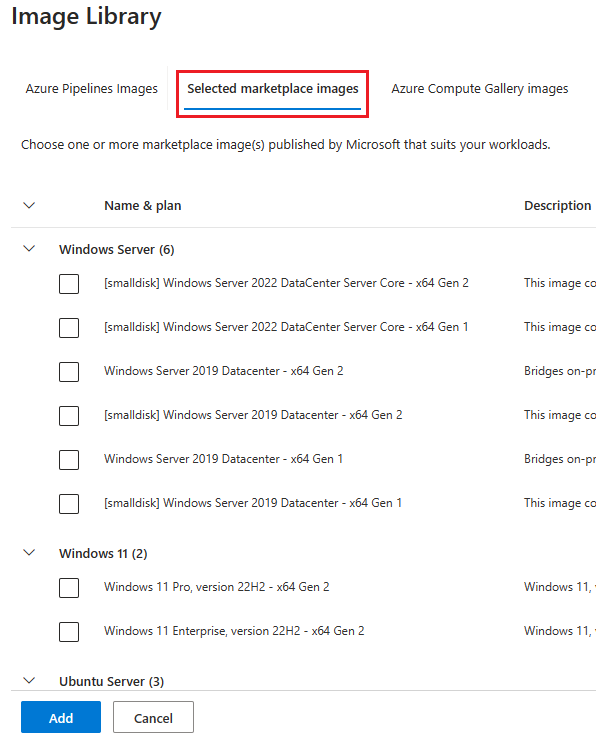 Image Library
Azure Pipelines Images
Selected marketplace images
Azure Compute Gallery images
Choose one or more marketplace image(s) published by Microsoft that suits your workloads.
Name & plan
Description
Windows Server (6)
[smalldisk] Windows Server 2022 DataCenter Server Core - x64 Gen 2
This image co
[smalldisk] Windows Server 2022 DataCenter Server Core - x64 Gen 1
This image co
Windows Server 2019 Datacenter - x64 Gen 2
Bridges on-pr
[smalldisk] Windows Server 2019 Datacenter - x64 Gen 2
This image co
Windows Server 2019 Datacenter - x64 Gen 1
Bridges on-pr
[smalldisk] Windows Server 2019 Datacenter - x64 Gen 1
This image co
Windows 11 (2)
Windows 11 Pro, version 22H2 - x64 Gen 2
Windows 11,
Windows 11 Enterprise, version 22H2 - x64 Gen 2
Windows 11,
Ubuntu Server (3)
Add
Cancel